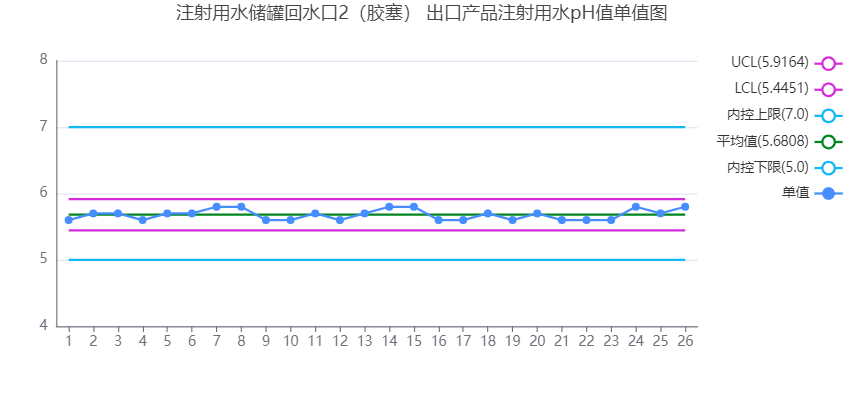 注射用水储罐回水口2（胶塞） 出口产品注射用水pH值单值图
UCL(5.9164)
LCL(5.4451)
内控上限(7.0)
平均值(5.6808)
内控下限(5.0)
单值
8
7
6
5
4
1 2 3 4 5 6 7 8 9 10 11 12 13 14 15 16 17 18 19 20 21 22 23 24 25 26